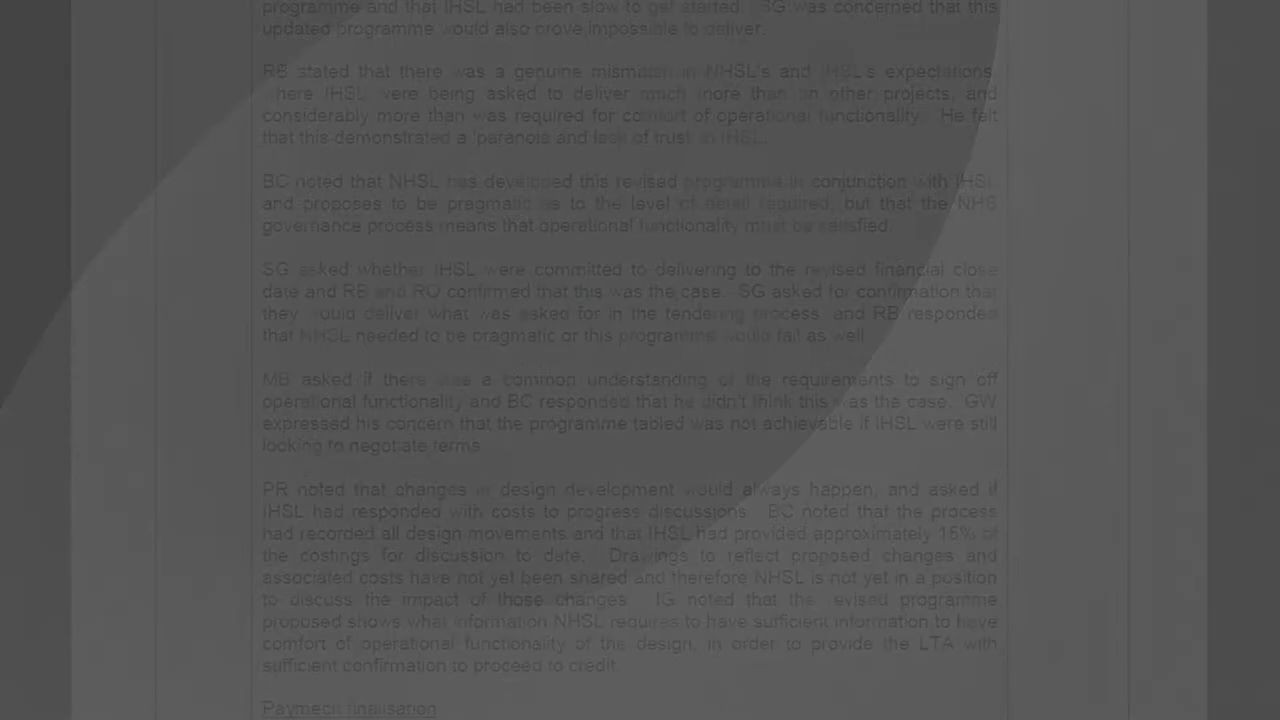 programme and that IHSL had been slow to get started. SG was concerned that this
updated programme would also prove impossible to deliver.
RB stated that there was a genuine mismatch in NHSL's and IHSL's expectations,
where IHSL were being asked to deliver much more than on other projects, and
considerably more than was required for comfort of operational functionality. He felt
that this demonstrated a 'paranoia and lack of trust' in IHSL.
BC noted that NHSL has developed this revised programme in conjunction with IHSL
and proposes to be pragmatic as to the level of detail required, but that the NHS
governance process means that operational functionality must be satisfied.
SG asked whether IHSL were committed to delivering to the revised financial close
date and RB and RO confirmed that this was the case. SG asked for confirmation that
they would deliver what was asked for in the tendering process, and RB responded
that NHSL needed to be pragmatic or this programme would fail as well.
MB asked if there was a common understanding of the requirements to sign off
operational functionality and BC responded that he didn't think this was the case. GW
expressed his concern that the programme tabled was not achievable if IHSL were still
looking to negotiate terms.
PR noted that changes in design development would always happen, and asked if
IHSL had responded with costs to progress discussions. BC noted that the process
had recorded all design movements and that IHSL had provided approximately 15% of
the costings for discussion to date. Drawings to reflect proposed changes and
associated costs have not yet been shared and therefore NHSL is not yet in a position
to discuss the impact of those changes. IG noted that the revised programme
proposed shows what information NHSL requires to have sufficient information to have
comfort of operational functionality of the design, in order to provide the LTA with
sufficient confirmation to proceed to credit.
Paymech finalisation